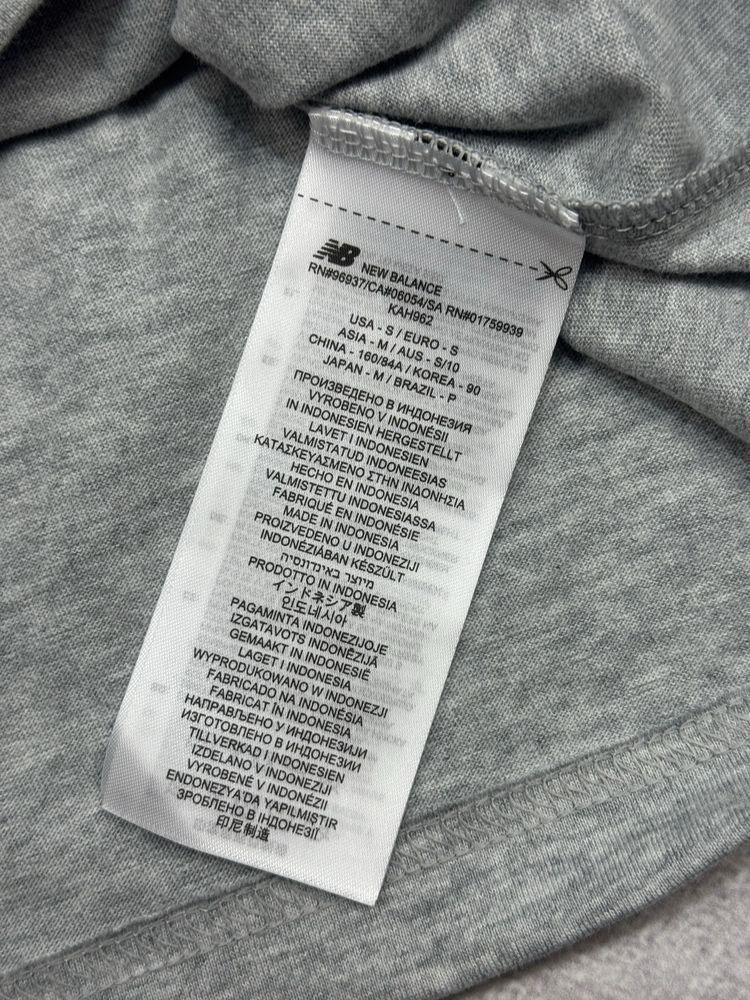 NB NEW BALANCE
RN#96937/CA#06054/SA RN#01759939
KAH962
USA - S / EURO - S
ASIA - M / AUS - S/10
CHINA - 160/84A / KOREA - 90
JAPAN - M / BRAZIL - P
ПРОИЗВЕДЕНО В ИНДОНЕЗИЯ
VYROBENO V INDONÉSII
IN INDONESIEN HERGESTELLT
LAVET I INDONESIEN
VALMISTATUD INDONEESIAS
ΚΑΤΑΣΚΕΥΑΣΜΕΝΟ ΣΤΗΝ ΙΝΔΟΝΗΣΙΑ
HECHO EN INDONESIA
VALMISTETTU INDONESIASSA
FABRIQUÉ EN INDONÉSIE
MADE IN INDONESIA
PROIZVEDENO U INDONEZIJI
INDONÉZIÁBAN KÉSZÜLT
מיוצר באינדונסיה
PRODOTTO IN INDONESIA
インドネシア製
인도네시아
PAGAMINTA INDONEZIJOJE
IZGATAVOTS INDONĒZIJĀ
GEMAAKT IN INDONESIË
LAGET I INDONESIA
WYPRODUKOWANO W INDONEZJI
FABRICADO NA INDONÉSIA
FABRICAT ÎN INDONESIA
НАПРАВЉЕНО У ИНДОНЕЗИЈИ
ИЗГОТОВЛЕНО В ИНДОНЕЗИИ
TILLVERKAD I INDONESIEN
IZDELANO V INDONEZIJI
VYROBENÉ V INDONÉZII
ENDONEZYA'DA YAPILMIŞTIR
ЗРОБЛЕНО В ІНДОНЕЗІЇ
印尼制造